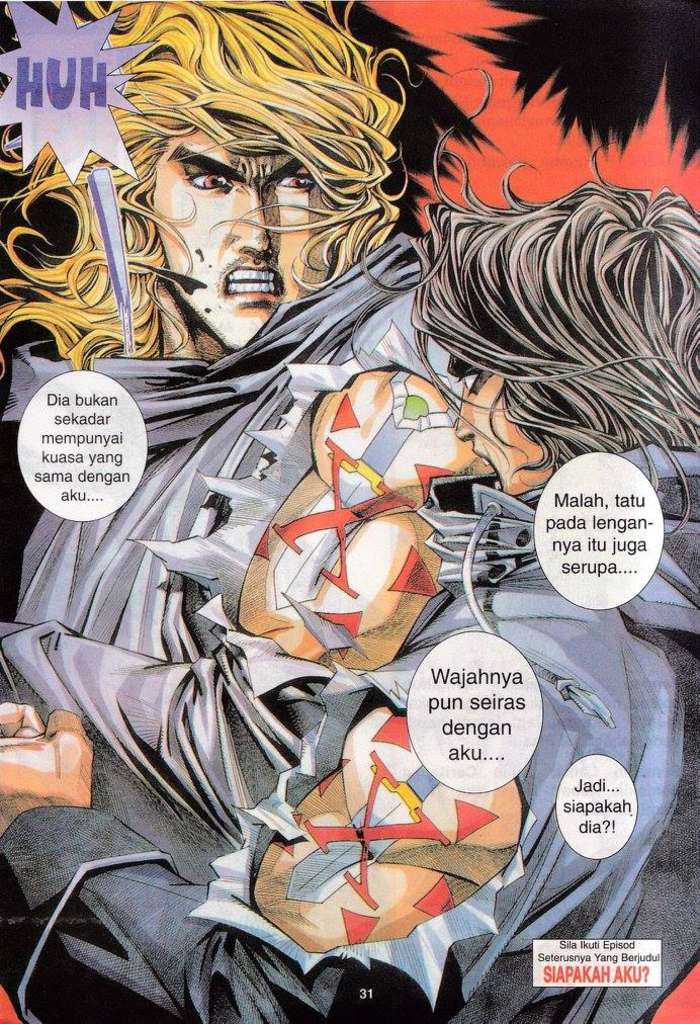 HUH
Dia bukan
sekadar
mempunyai
kuasa yang
sama dengan
aku....
Malah, tatu
pada lengan-
nya itu juga
serupa....
Wajahnya
pun seiras
dengan
aku....
Jadi...
siapakah
dia?!
Sila Ikuti Episod
Seterusnya Yang Berjudul
SIAPAKAH AKU?
31